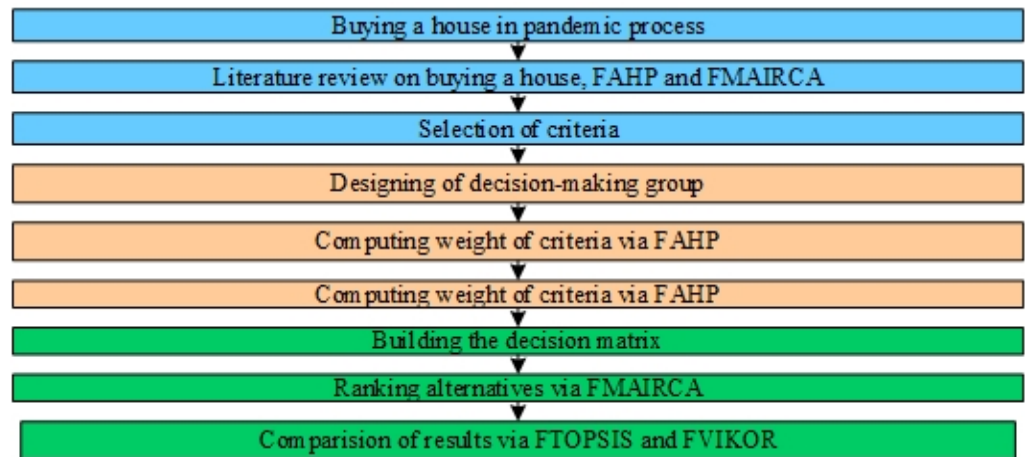 Buying a house in pandemic process
Literature review on buying a house, FAHP and FMAIRCA
Selection of criteria
Designing of decision-making group
Computing weight of criteria via FAHP
Computing weight of criteria via FAHP
Building the decision matrix
Ranking alternatives via FMAIRCA
Comparision of results via FTOPSIS and FVIKOR